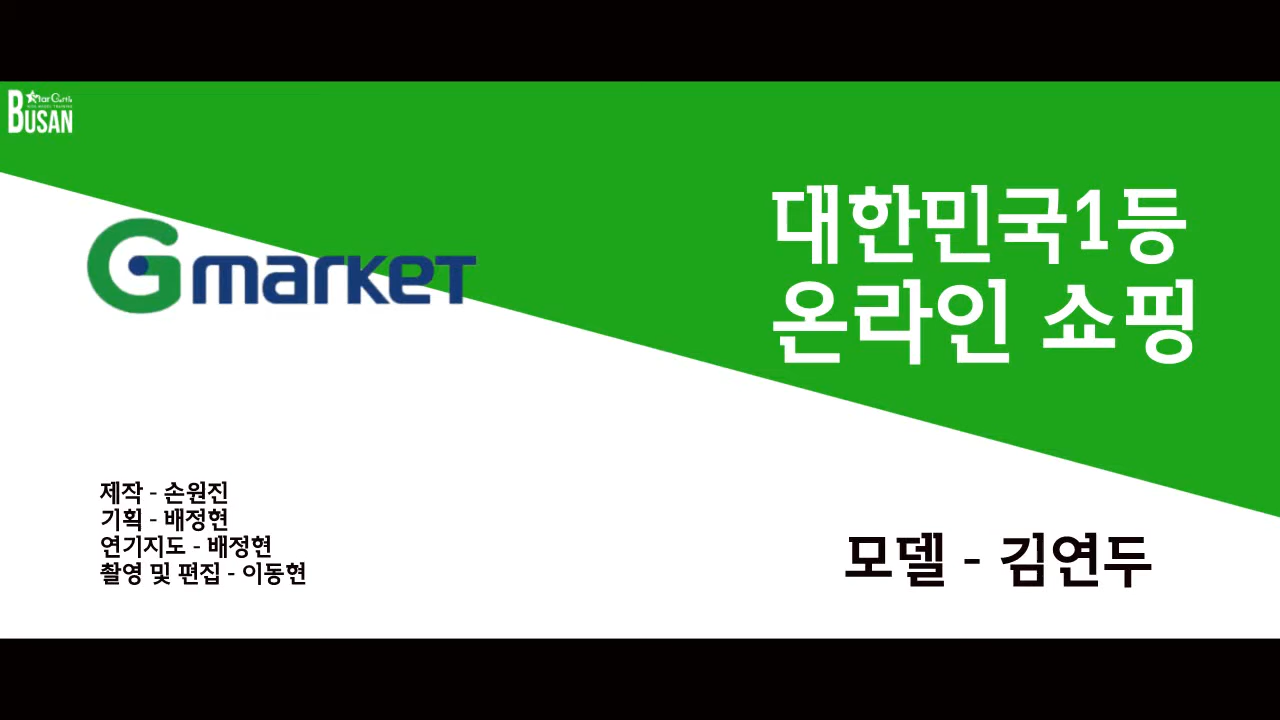 BUSAN
Gmarket
대한민국1등
온라인 쇼핑
제작 - 손원진
기획 - 배정현
연기지도 - 배정현
촬영 및 편집 - 이동현
모델 - 김연두